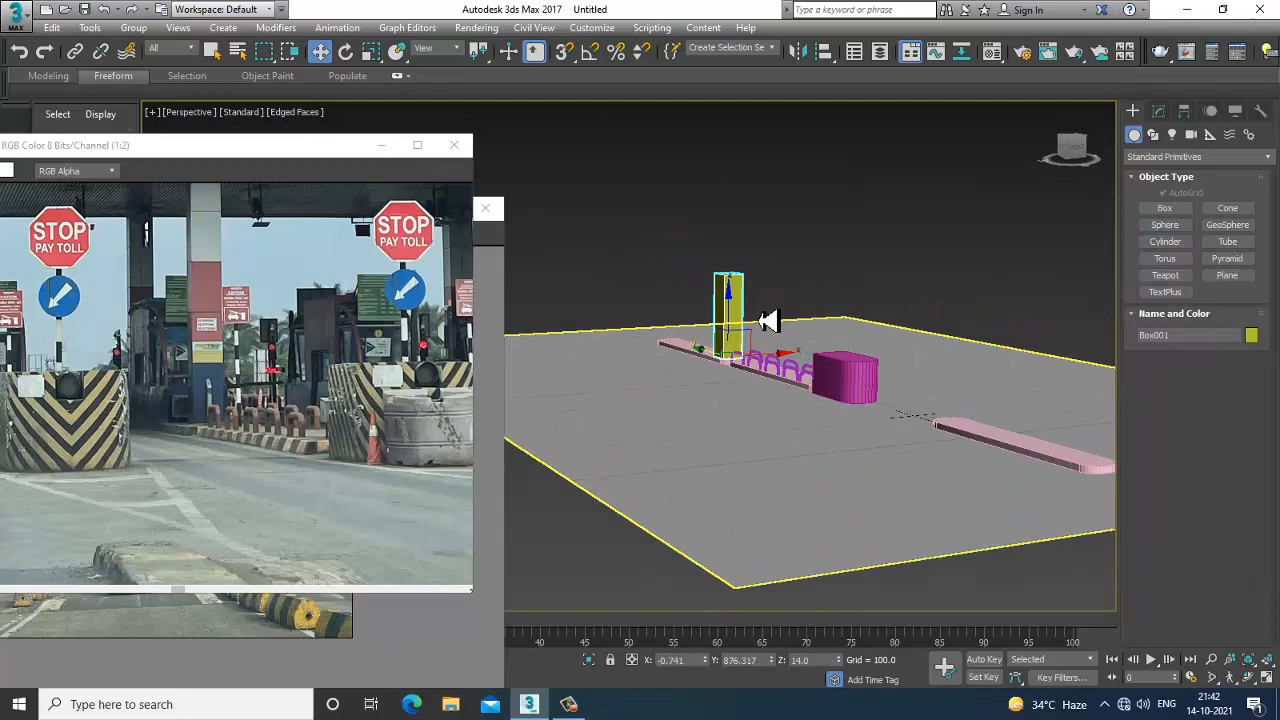 Workspace: Default
Autodesk 3ds Max 2017 Untitled
Type a keyword or phrase
Sign In
Edit Tools Group Views Create Modifiers Animation Graph Editors Rendering Civil View Customize Scripting Content Help
MAX
All
View
Create Selection Se
Modeling Freeform Selection Object Paint Populate
Select Display
[+] [Perspective] [Standard] [Edged Faces]
RGB Color 8 Bits/Channel (1:2)
RGB Alpha
STOP
PAY TOLL
STOP
PAY TOLL
Standard Primitives
Object Type
AutoGrid
Box Cone
Sphere GeoSphere
Cylinder Tube
Torus Pyramid
Teapot Plane
TextPlus
Name and Color
Box001
40 45 50 55 60 65 70 75 80 85 90 95 100
X: -0.741 Y: 876.317 Z: 14.0 Grid = 100.0
Add Time Tag
Auto Key Selected
Set Key Key Filters...
0
Type here to search
34°C Haze
ENG
21:42
14-10-2021
1